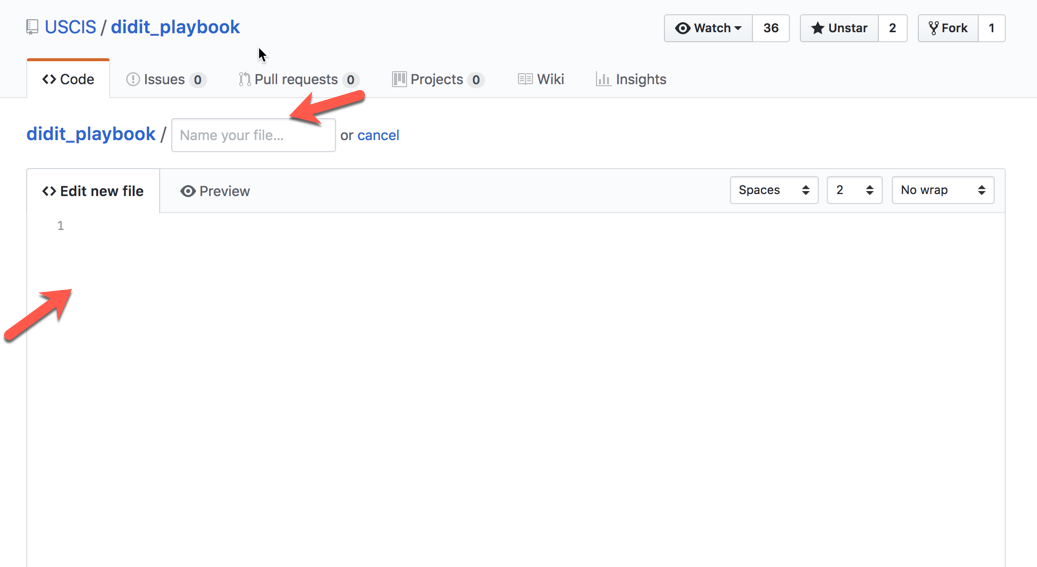 USCIS / didit_playbook Watch 36 Unstar 2 Fork 1
Code Issues 0 Pull requests 0 Projects 0 Wiki Insights
didit_playbook / Name your file... or cancel
Edit new file Preview Spaces 2 No wrap
1